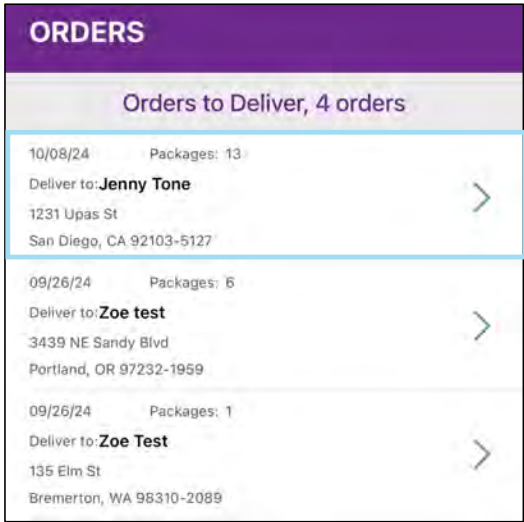 ORDERS
Orders to Deliver, 4 orders
10/08/24 Packages: 13
Deliver to:Jenny Tone
1231 Upas St
San Diego, CA 92103-5127
09/26/24 Packages: 6
Deliver to:Zoe test
3439 NE Sandy Blvd
Portland, OR 97232-1959
09/26/24 Packages: 1
Deliver to:Zoe Test
135 Elm St
Bremerton, WA 98310-2089